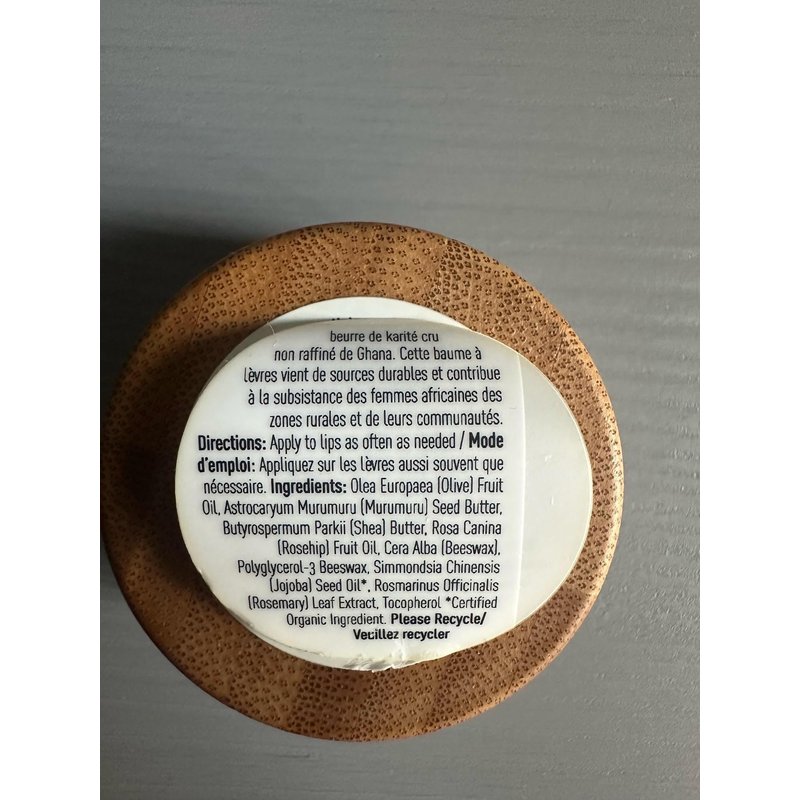 beurre de karité cru
non raffiné de Ghana. Cette baume à
lèvres vient de sources durables et contribue
à la subsistance des femmes africaines des
zones rurales et de leurs communautés.
Directions: Apply to lips as often as needed / Mode
d'emploi: Appliquez sur les lèvres aussi souvent que
nécessaire. Ingredients: Olea Europaea (Olive) Fruit
Oil, Astrocaryum Murumuru (Murumuru) Seed Butter,
Butyrospermum Parkii (Shea) Butter, Rosa Canina
(Rosehip) Fruit Oil, Cera Alba (Beeswax),
Polyglycerol-3 Beeswax, Simmondsia Chinensis
(Jojoba) Seed Oil*, Rosmarinus Officinalis
(Rosemary) Leaf Extract, Tocopherol *Certified
Organic Ingredient. Please Recycle/
Veuillez recycler